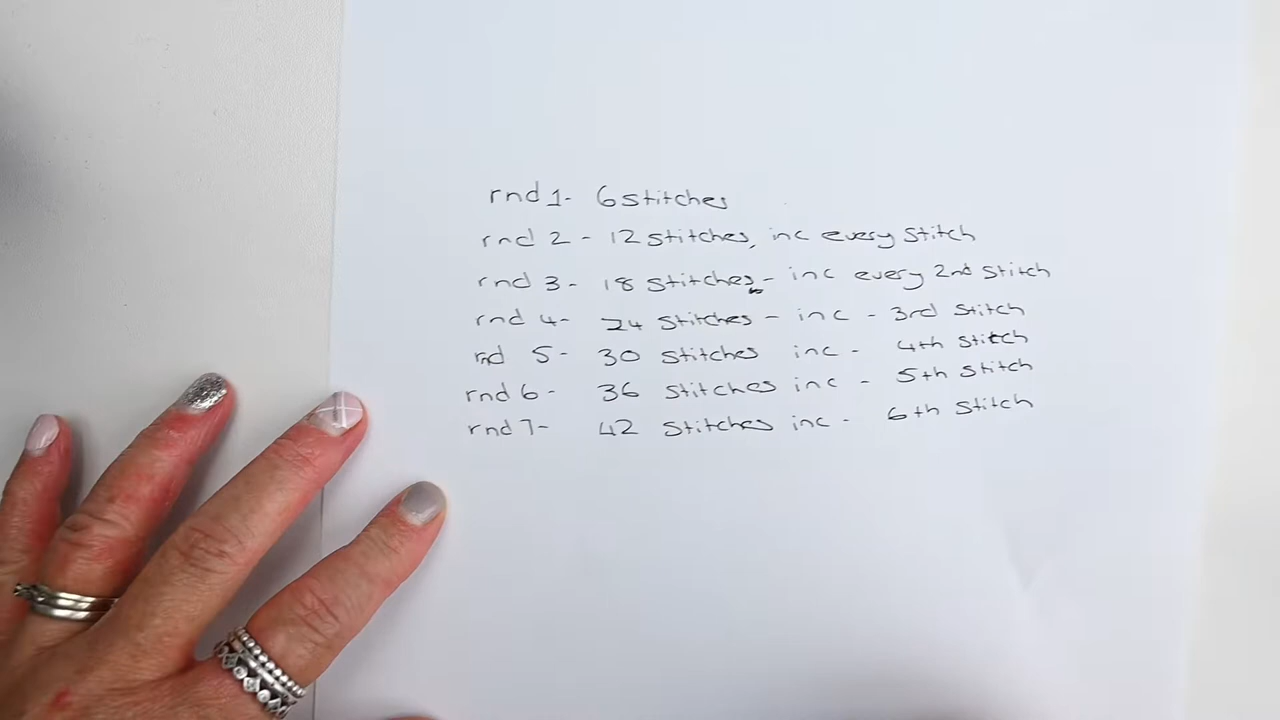 rnd 1- 6 stitches
rnd 2 - 12 stitches, inc every stitch
rnd 3 - 18 stitches - inc every 2nd stitch
rnd 4- 24 stitches - inc - 3rd stitch
rnd 5- 30 stitches inc - 4th stitch
rnd 6- 36 stitches inc - 5th stitch
rnd 7- 42 stitches inc - 6th stitch